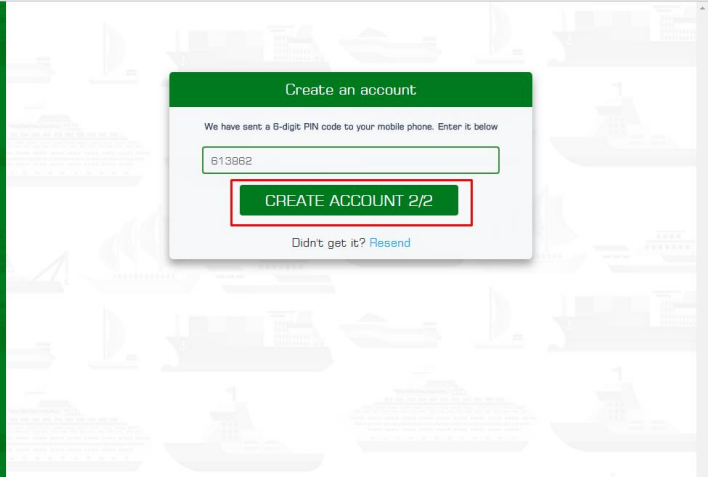 Create an account
We have sent a 6-digit PIN code to your mobile phone. Enter it below
613862
CREATE ACCOUNT 2/2
Didn't get it? Resend